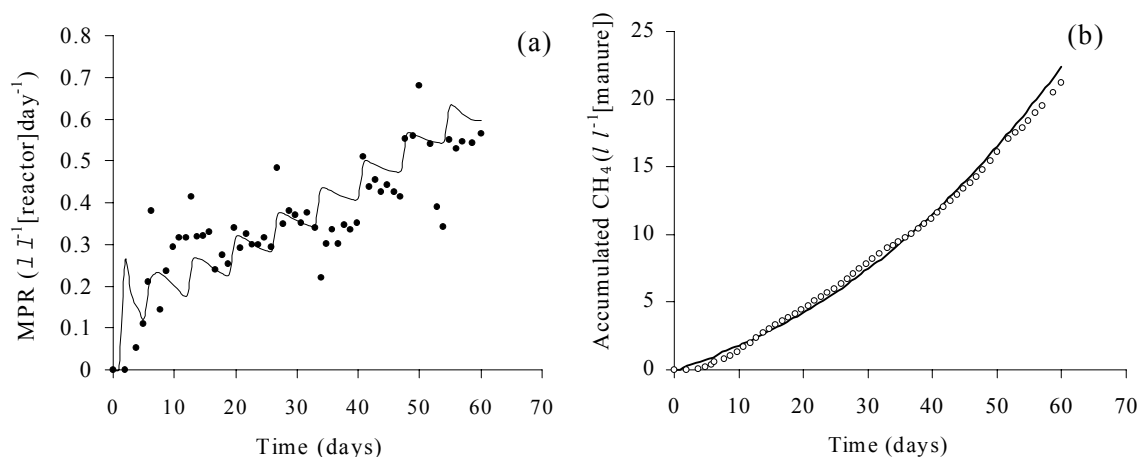 (a)
MPR (l l⁻¹[reactor]day⁻¹)
0.8
0.7
0.6
0.5
0.4
0.3
0.2
0.1
0
0 10 20 30 40 50 60 70
Time (days)
(b)
Accumulated CH₄(l l⁻¹[manure])
25
20
15
10
5
0
0 10 20 30 40 50 60 70
Time (days)